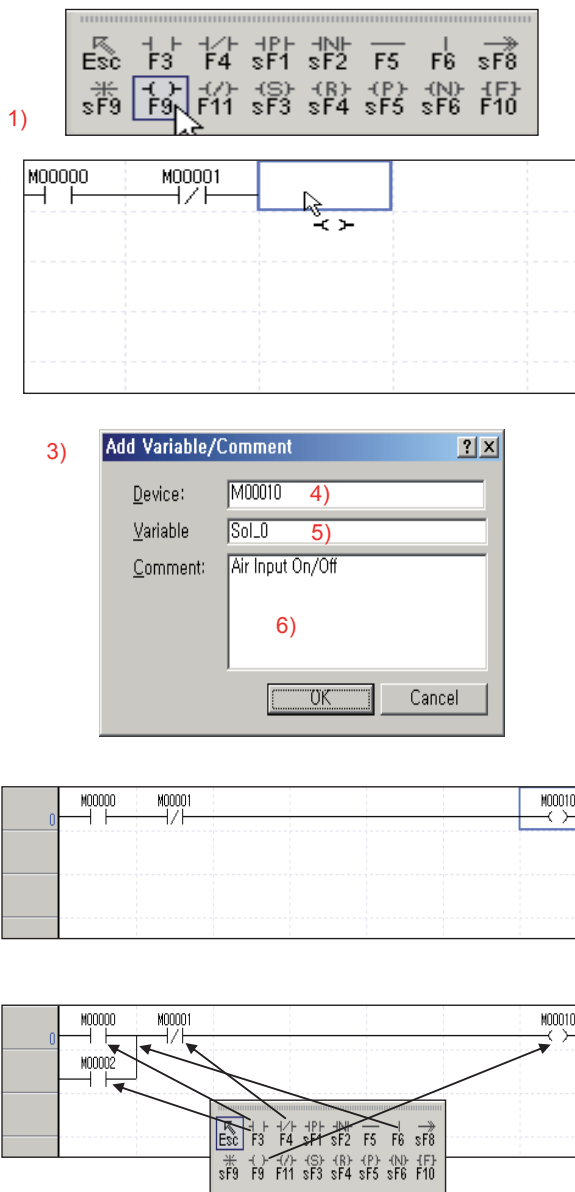 Esc F3 F4 sF1 sF2 F5 F6 sF8
sF9 F9 F11 sF3 sF4 sF5 sF6 F10
1)
M00000 M00001
3)
Add Variable/Comment
Device: M00010 4)
Variable Sol_0 5)
Comment: Air Input On/Off
6)
OK Cancel
M00000 M00001 M00010
0
M00000 M00001 M00010
0
M00002
Esc F3 F4 sF1 sF2 F5 F6 sF8
sF9 F9 F11 sF3 sF4 sF5 sF6 F10